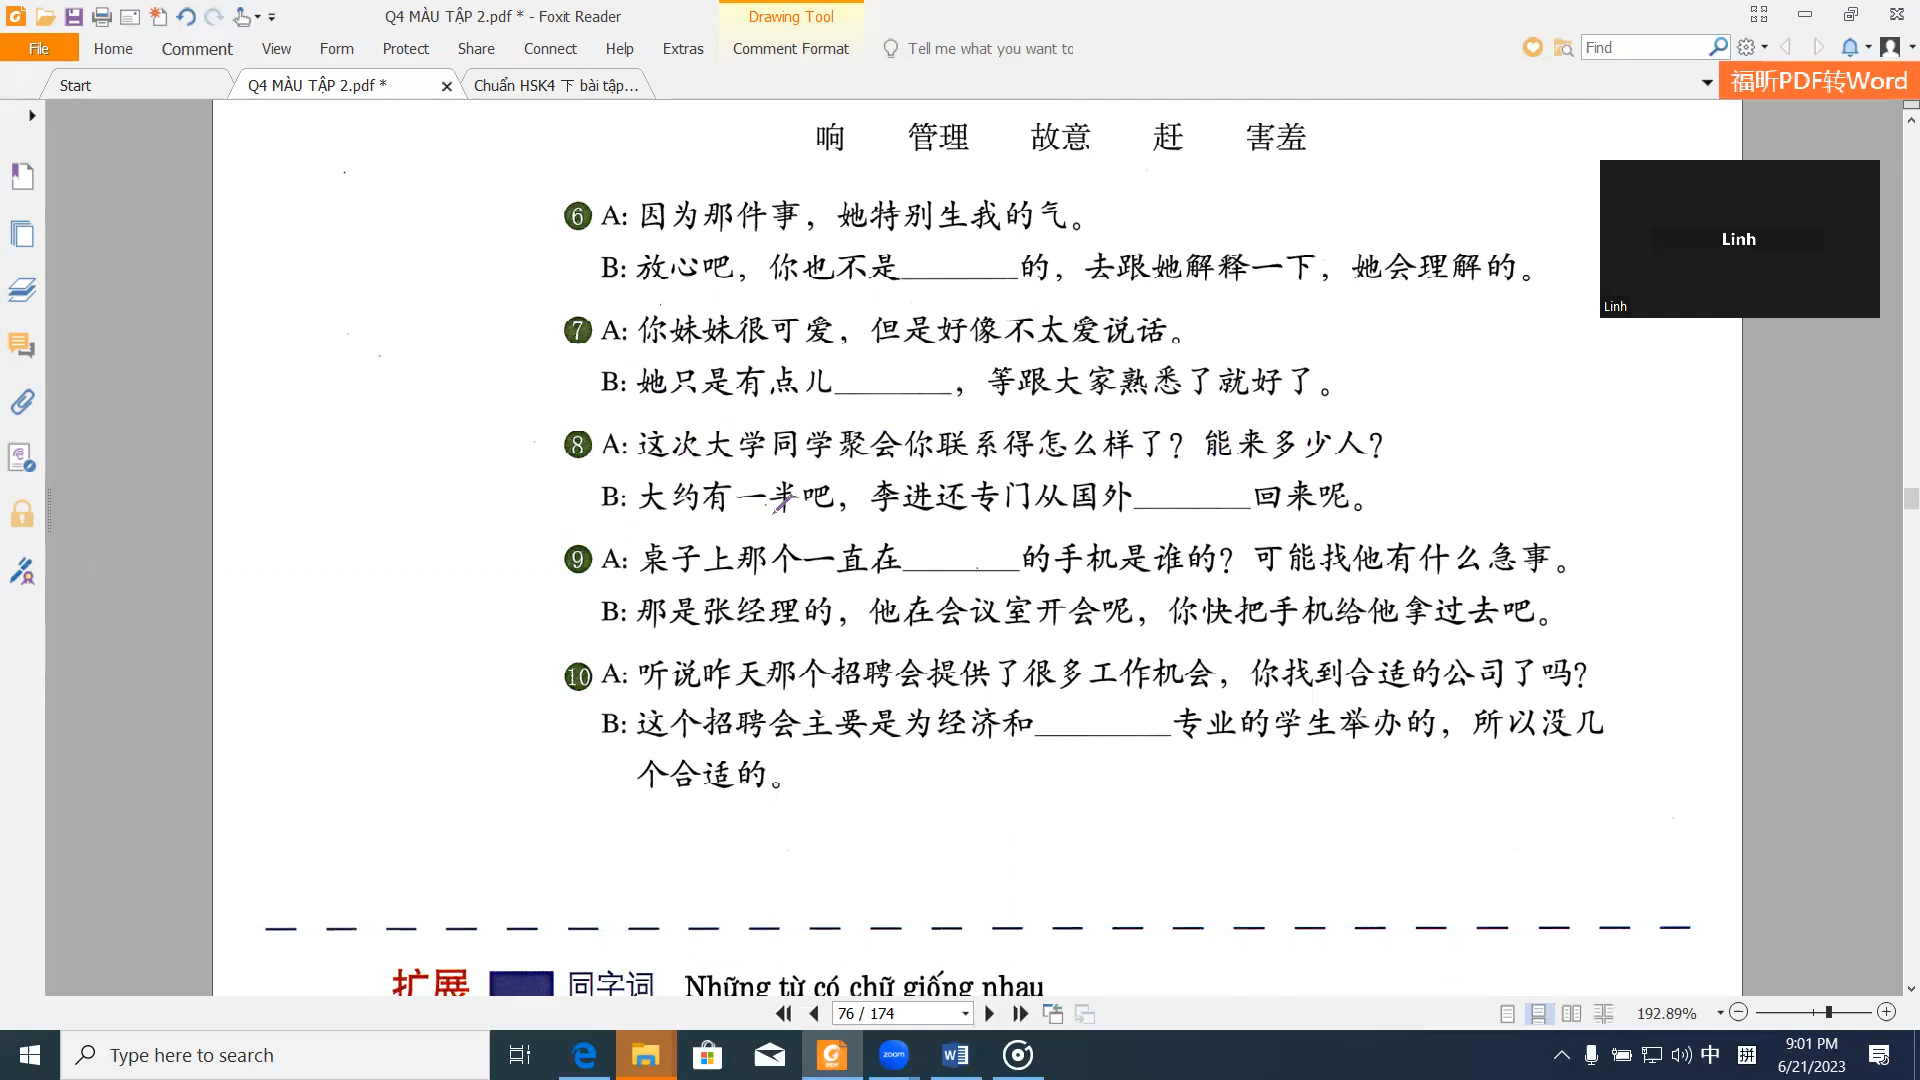 Q4 MÀU TẬP 2.pdf * - Foxit Reader
Drawing Tool
File Home Comment View Form Protect Share Connect Help Extras Comment Format Tell me what you want to
Find
Start
Q4 MÀU TẬP 2.pdf *
Chuẩn HSK4 下 bài tập...
福昕PDF转Word
响 管理 故意 赶 害羞
6 A: 因为那件事，她特别生我的气。
B: 放心吧，你也不是________的，去跟她解释一下，她会理解的。
7 A: 你妹妹很可爱，但是好像不太爱说话。
B: 她只是有点儿________，等跟大家熟悉了就好了。
8 A: 这次大学同学聚会你联系得怎么样了？能来多少人？
B: 大约有一半吧，李进还专门从国外________回来呢。
9 A: 桌子上那个一直在________的手机是谁的？可能找他有什么急事。
B: 那是张经理的，他在会议室开会呢，你快把手机给他拿过去吧。
10 A: 听说昨天那个招聘会提供了很多工作机会，你找到合适的公司了吗？
B: 这个招聘会主要是为经济和_________专业的学生举办的，所以没几
个合适的。
扩展 同字词 Những từ có chữ giống nhau
Linh
Linh
76 / 174
192.89%
Type here to search
zoom
中
拼
9:01 PM
6/21/2023